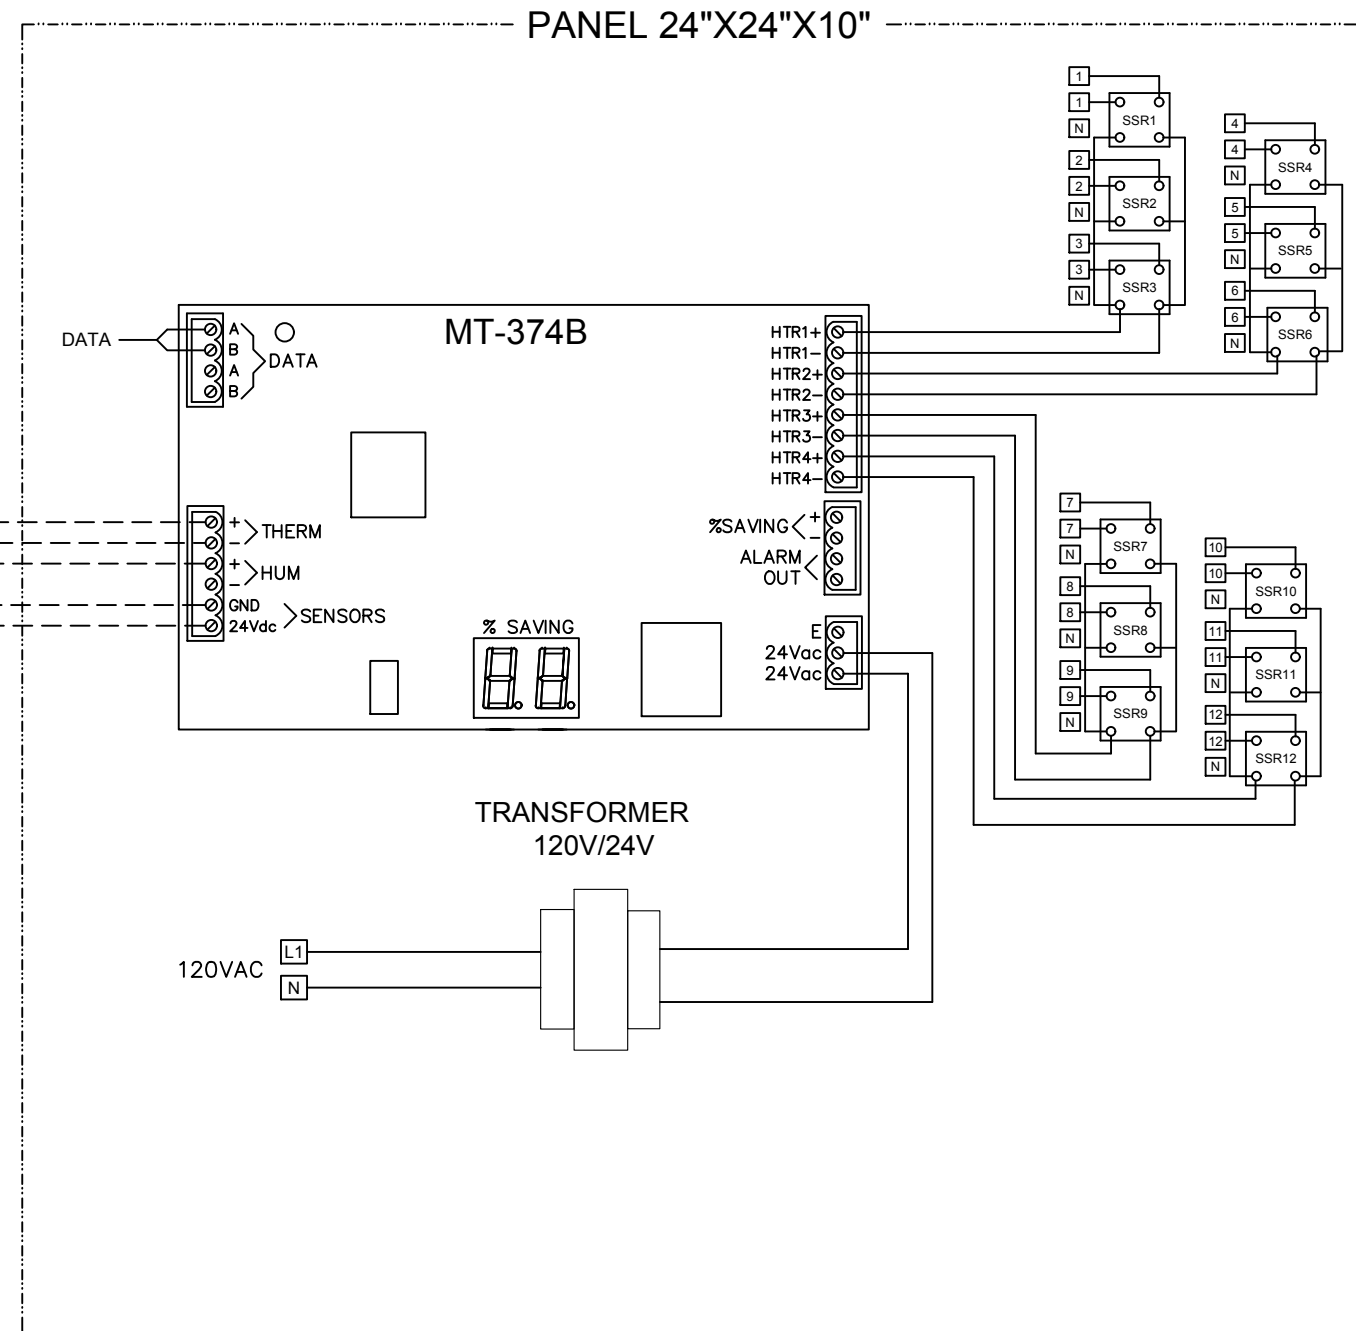 PANEL 24"X24"X10"
1
1
N
SSR1
2
2
N
SSR2
3
3
N
SSR3
4
4
N
SSR4
5
5
N
SSR5
6
6
N
SSR6
MT-374B
DATA
A
B
A
B
DATA
HTR1+
HTR1-
HTR2+
HTR2-
HTR3+
HTR3-
HTR4+
HTR4-
+
-
THERM
+
-
HUM
GND
24Vdc
SENSORS
%SAVING
+
-
ALARM
OUT
E
24Vac
24Vac
% SAVING
8.8.
7
7
N
SSR7
8
8
N
SSR8
9
9
N
SSR9
10
10
N
SSR10
11
11
N
SSR11
12
12
N
SSR12
TRANSFORMER
120V/24V
120VAC
L1
N